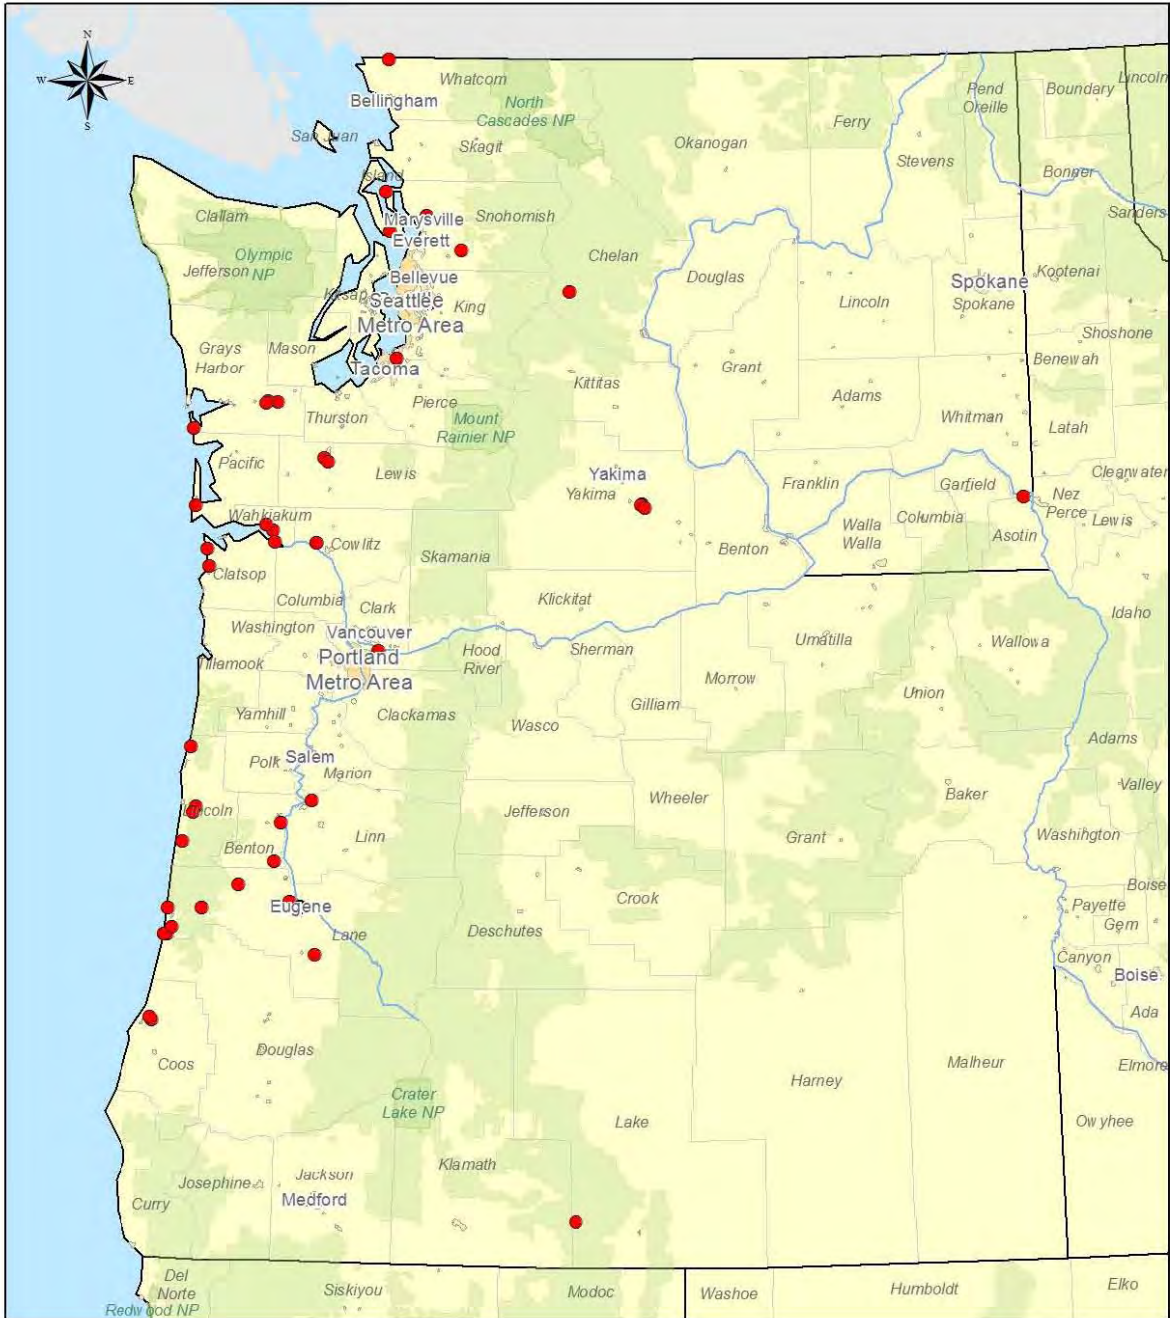 N
W E
S
Whatcom
Bellingham
North
Cascades NP
San Juan
Skagit
Island
Okanogan
Ferry
Pend
Oreille
Boundary
Lincoln
Stevens
Bonner
Sanders
Clallam
Marysville
Everett
Snohomish
Olympic
NP
Jefferson
Chelan
Douglas
Bellevue
Seattle
Metro Area
King
Lincoln
Spokane
Spokane
Kootenai
Shoshone
Grays
Harbor
Mason
Tacoma
Pierce
Kittitas
Grant
Adams
Benewah
Thurston
Mount
Rainier NP
Whitman
Latah
Pacific
Lewis
Yakima
Yakima
Franklin
Garfield
Clearwater
Nez
Perce
Lewis
Wahkiakum
Cowlitz
Skamania
Benton
Walla
Walla
Columbia
Asotin
Clatsop
Columbia
Clark
Klickitat
Idaho
Washington
Vancouver
Portland
Metro Area
Tillamook
Hood
River
Sherman
Umatilla
Wallowa
Morrow
Gilliam
Union
Yamhill
Clackamas
Wasco
Adams
Polk
Salem
Marion
Lincoln
Jefferson
Wheeler
Baker
Valley
Benton
Linn
Grant
Washington
Crook
Boise
Payette
Gem
Eugene
Lane
Deschutes
Canyon
Boise
Ada
Coos
Douglas
Malheur
Elmore
Crater
Lake NP
Harney
Lake
Owyhee
Klamath
Josephine
Jackson
Medford
Curry
Del
Norte
Redwood NP
Siskiyou
Modoc
Washoe
Humboldt
Elko